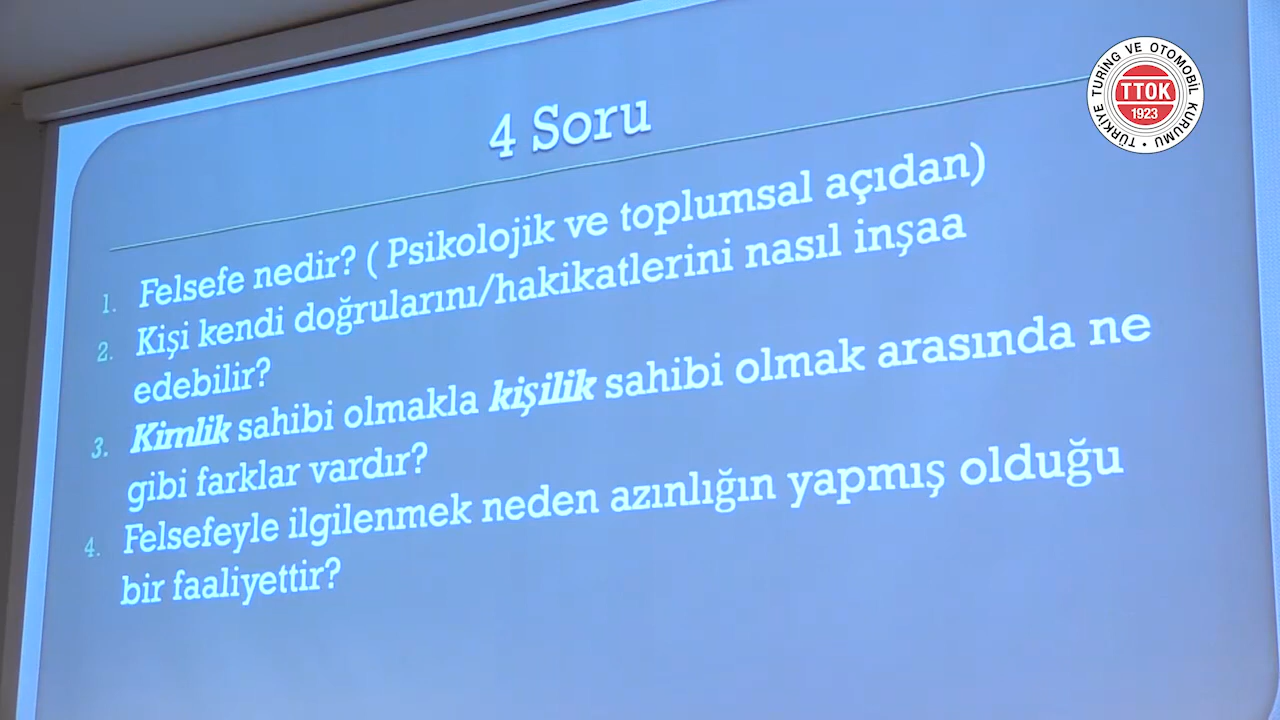 4 Soru
1. Felsefe nedir? ( Psikolojik ve toplumsal açıdan)
2. Kişi kendi doğrularını/hakikatlerini nasıl inşaa
edebilir?
3. Kimlik sahibi olmakla kişilik sahibi olmak arasında ne
gibi farklar vardır?
4. Felsefeyle ilgilenmek neden azınlığın yapmış olduğu
bir faaliyettir?
TÜRKİYE TURİNG VE OTOMOBİL KURUMU
TTOK
1923